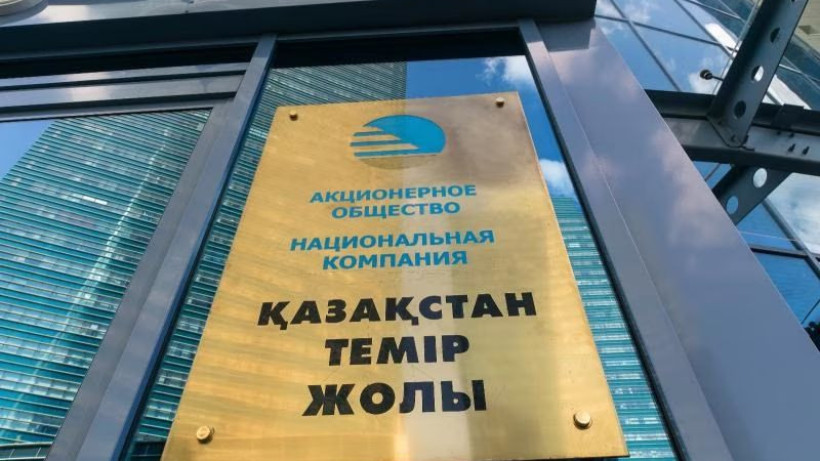 АКЦИОНЕРНОЕ
ОБЩЕСТВО
НАЦИОНАЛЬНАЯ
КОМПАНИЯ
ҚАЗАҚСТАН
ТЕМІР
ЖОЛЫ